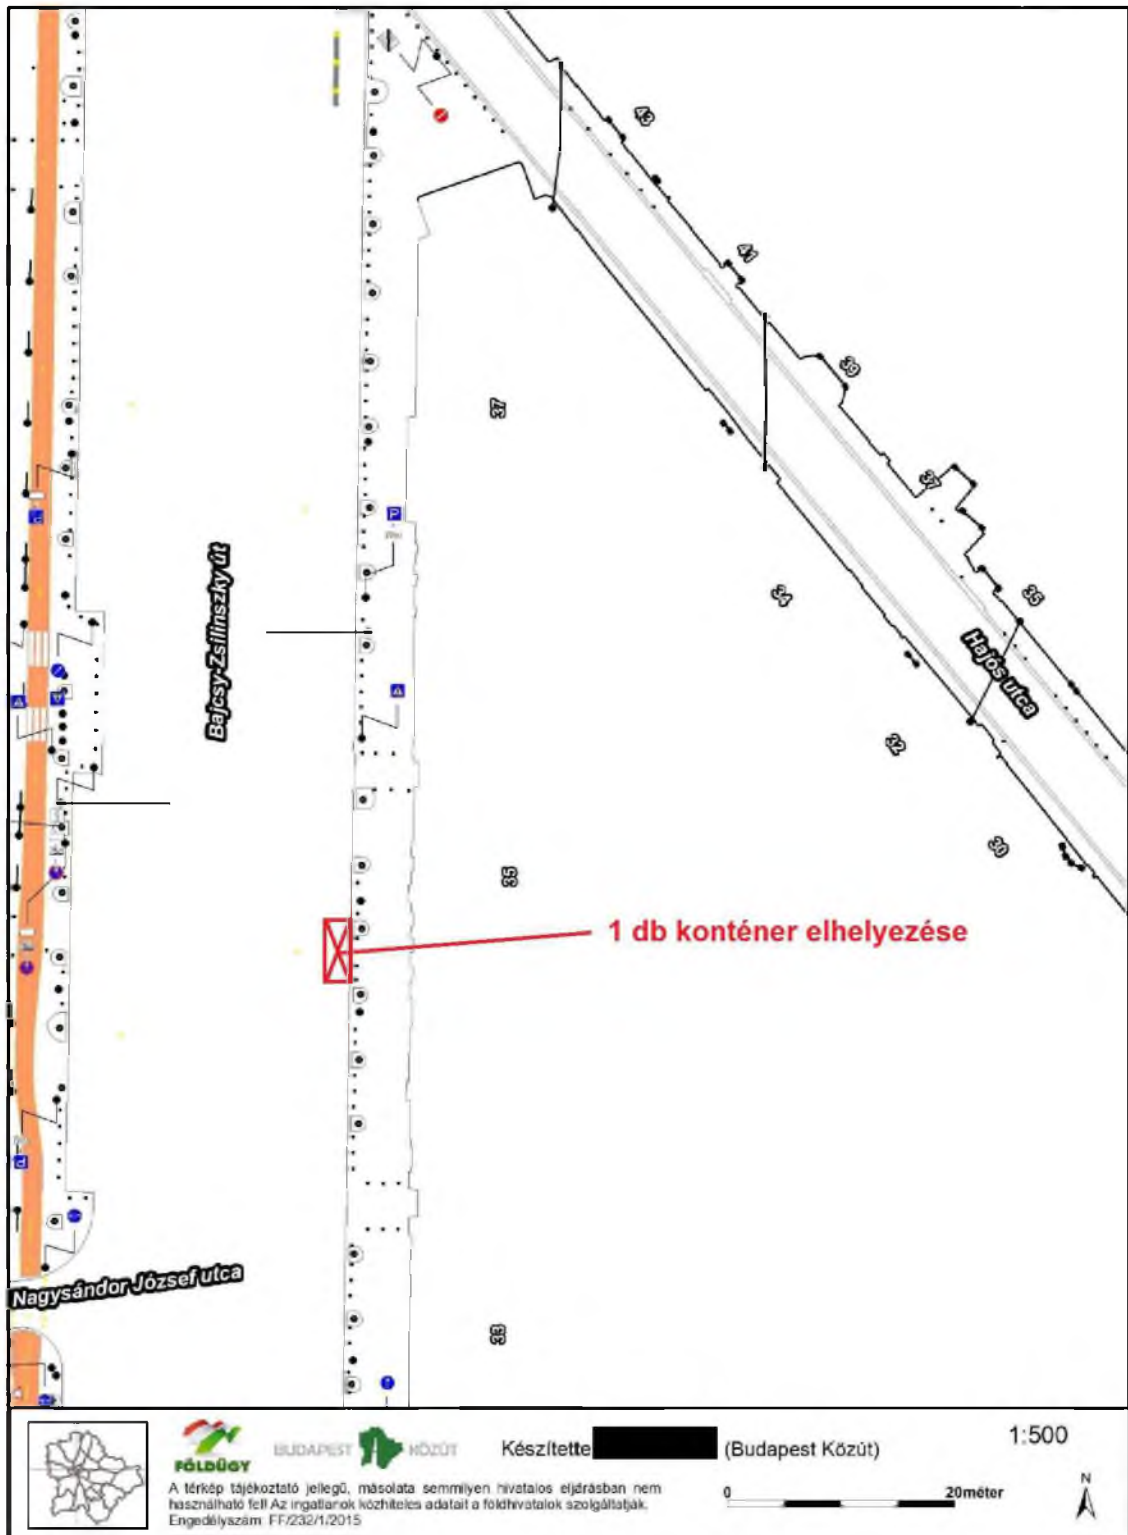 43
41
39
37
37
35
34
Bajcsy-Zsilinszky út
Hajós utca
32
30
35
1 db konténer elhelyezése
Nagysándor József utca
33
FÖLDÜGY
BUDAPEST KÖZÚT
Készítette (Budapest Közút)
1:500
A térkép tájékoztató jellegű, másolata semmilyen hivatalos eljárásban nem
használható fel! Az ingatlanok közhiteles adatait a földhivatalok szolgáltatják.
Engedélyszám: FF/232/1/2015
0 20méter
N